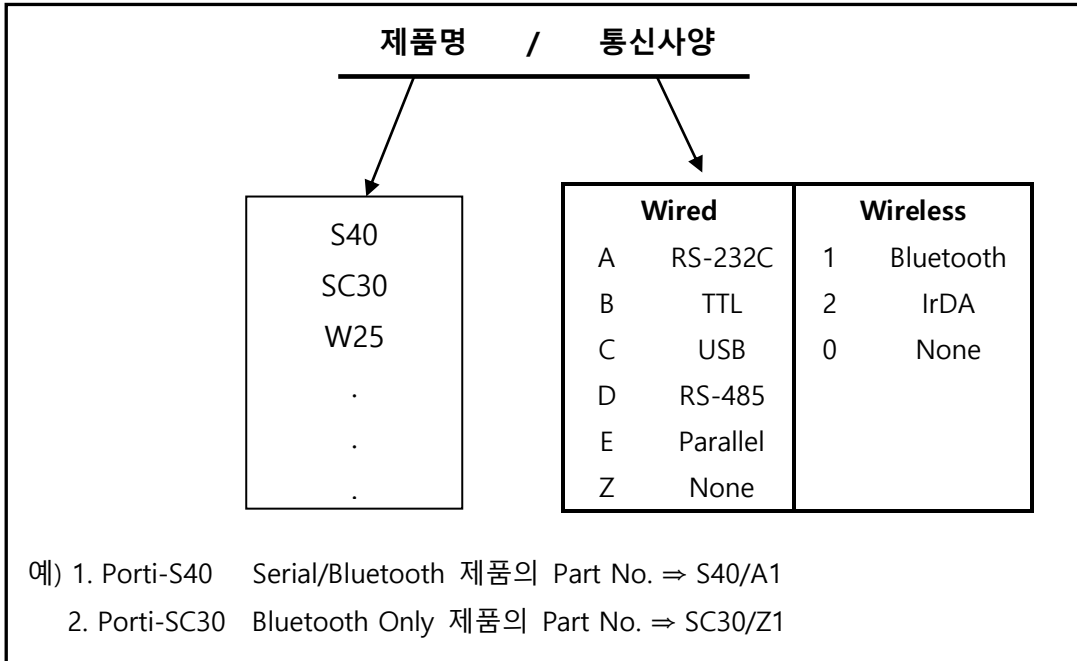 제품명 / 통신사양
S40
SC30
W25
.
.
.
Wired Wireless
A RS-232C 1 Bluetooth
B TTL 2 IrDA
C USB 0 None
D RS-485
E Parallel
Z None
예) 1. Porti-S40 Serial/Bluetooth 제품의 Part No. ⇒ S40/A1
2. Porti-SC30 Bluetooth Only 제품의 Part No. ⇒ SC30/Z1